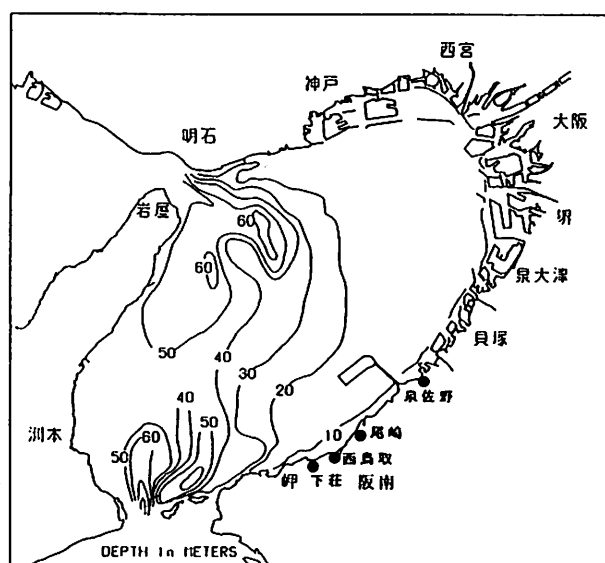 西宮
神戸
大阪
明石
岩屋
堺
60
泉大津
60
貝塚
50
40
30
20
泉佐野
40
洲本
50
60
50
10
尾崎
西鳥取
岬
下荘
阪南
DEPTH in METERS